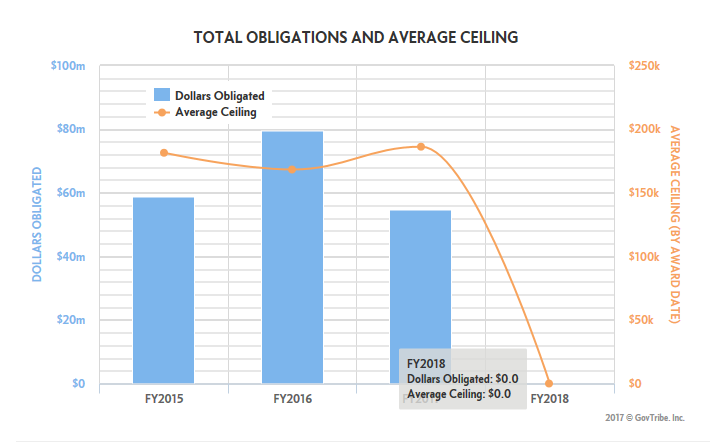 TOTAL OBLIGATIONS AND AVERAGE CEILING
$100m
$80m
$60m
$40m
$20m
$0
DOLLARS OBLIGATED
Dollars Obligated
Average Ceiling
$250k
$200k
$150k
$100k
$50k
$0
AVERAGE CEILING (BY AWARD DATE)
FY2018
Dollars Obligated: $0.0
Average Ceiling: $0.0
FY2015 FY2016 FY2018
2017 © GovTribe. Inc.